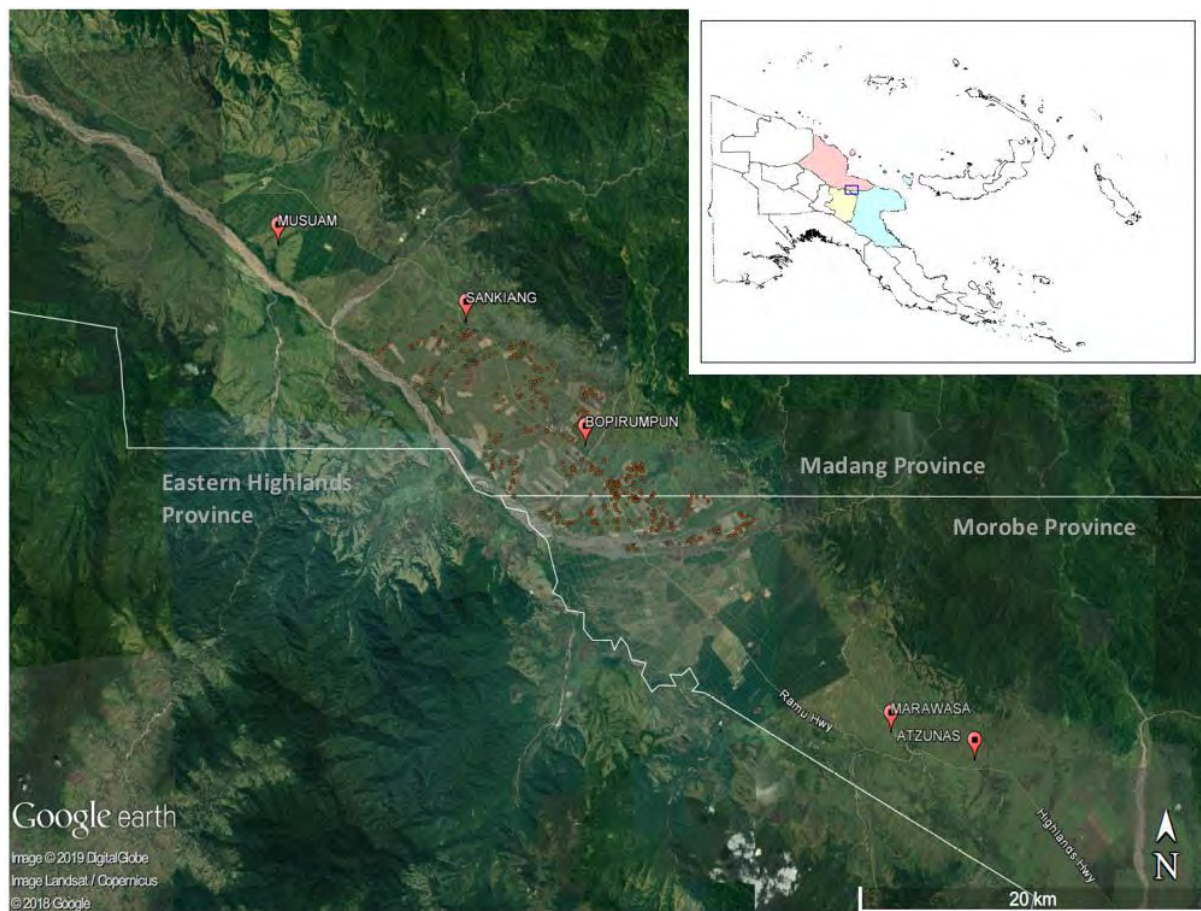 MUSUAM
SANKIANG
BOPIRUMPUN
Eastern Highlands
Province
Madang Province
Morobe Province
Ramu Hwy
MARAWASA
ATZUNAS
Highlands Hwy
Google earth
Image © 2019 DigitalGlobe
Image Landsat / Copernicus
© 2018 Google
N
20 km